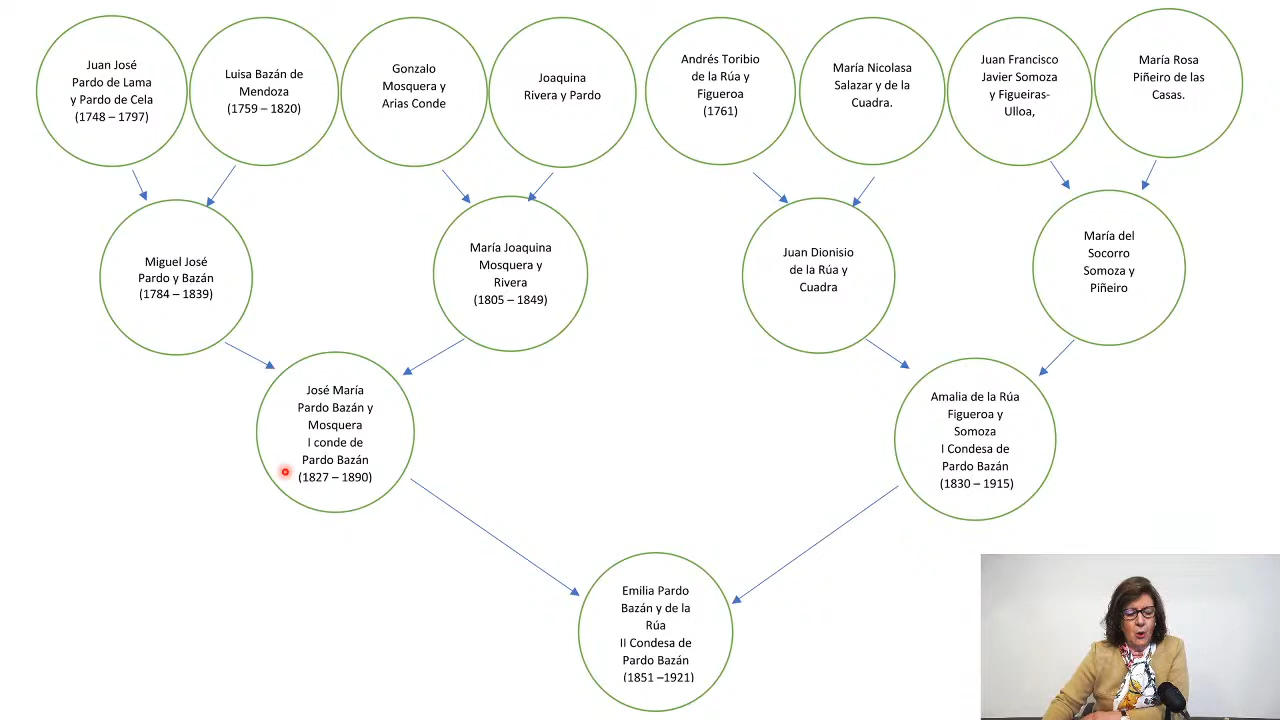 Juan José
Pardo de Lama
y Pardo de Cela
(1748 – 1797)
Luisa Bazán de
Mendoza
(1759 – 1820)
Gonzalo
Mosquera y
Arias Conde
Joaquina
Rivera y Pardo
Andrés Toribio
de la Rúa y
Figueroa
(1761)
María Nicolasa
Salazar y de la
Cuadra.
Juan Francisco
Javier Somoza
y Figueiras-
Ulloa,
María Rosa
Piñeiro de las
Casas.
Miguel José
Pardo y Bazán
(1784 – 1839)
María Joaquina
Mosquera y
Rivera
(1805 – 1849)
Juan Dionisio
de la Rúa y
Cuadra
María del
Socorro
Somoza y
Piñeiro
José María
Pardo Bazán y
Mosquera
I conde de
Pardo Bazán
(1827 – 1890)
Amalia de la Rúa
Figueroa y
Somoza
I Condesa de
Pardo Bazán
(1830 – 1915)
Emilia Pardo
Bazán y de la
Rúa
II Condesa de
Pardo Bazán
(1851 –1921)